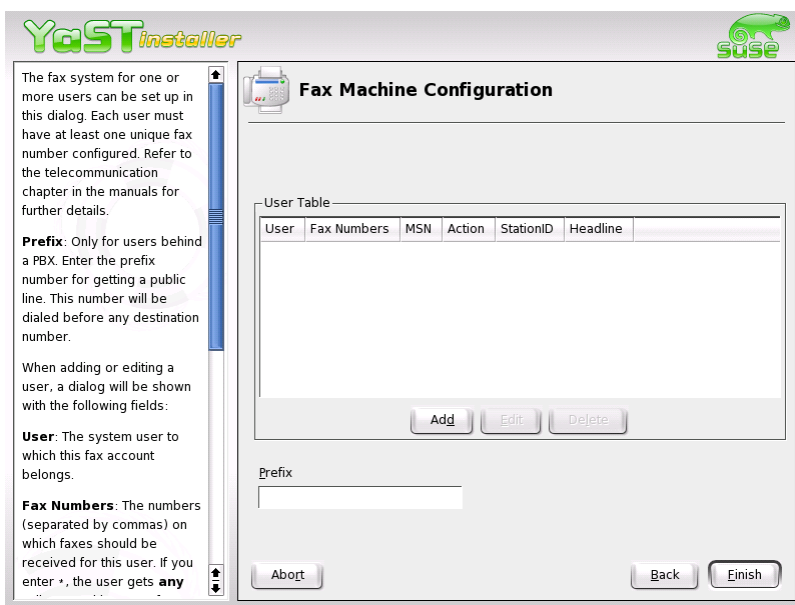 YaST installer
SUSE
The fax system for one or
more users can be set up in
this dialog. Each user must
have at least one unique fax
number configured. Refer to
the telecommunication
chapter in the manuals for
further details.
Prefix: Only for users behind
a PBX. Enter the prefix
number for getting a public
line. This number will be
dialed before any destination
number.
When adding or editing a
user, a dialog will be shown
with the following fields:
User: The system user to
which this fax account
belongs.
Fax Numbers: The numbers
(separated by commas) on
which faxes should be
received for this user. If you
enter *, the user gets any
Fax Machine Configuration
User Table
User Fax Numbers MSN Action StationID Headline
Add Edit Delete
Prefix
Abort Back Finish